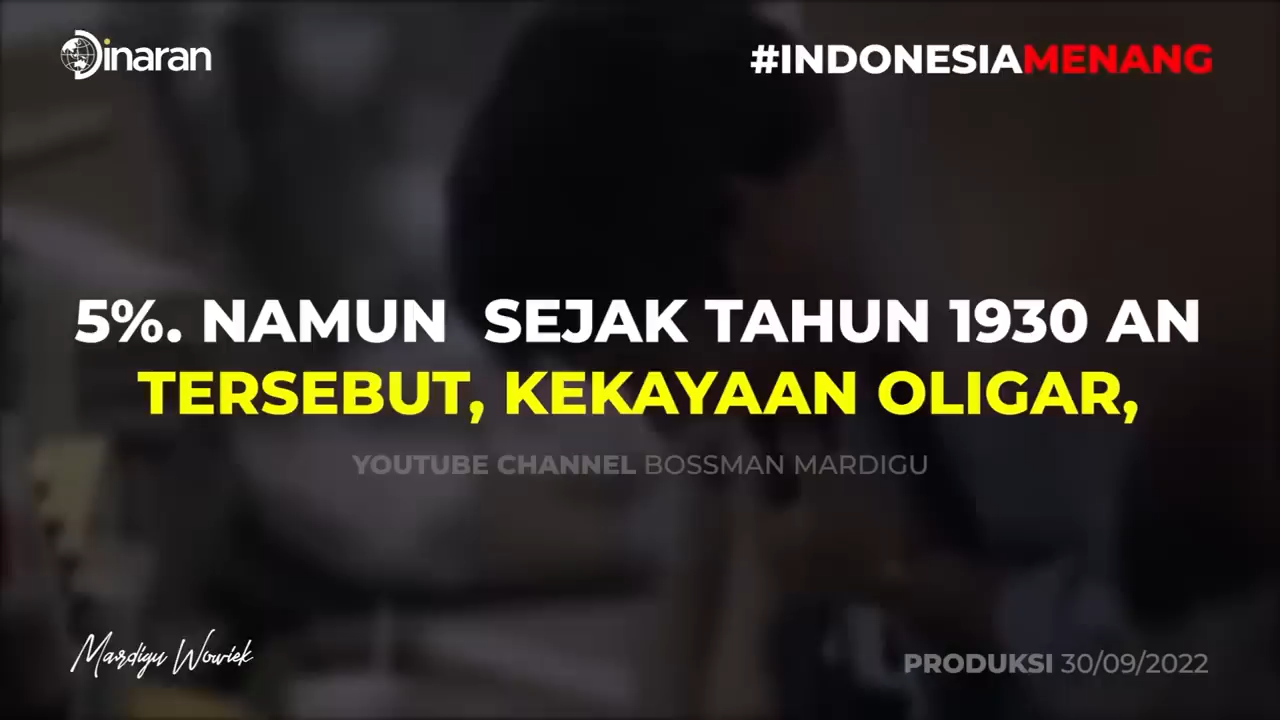 Dinaran
#INDONESIAMENANG
5%. NAMUN SEJAK TAHUN 1930 AN
TERSEBUT, KEKAYAAN OLIGAR,
YOUTUBE CHANNEL BOSSMAN MARDIGU
Mardigu Wowiek
PRODUKSI 30/09/2022